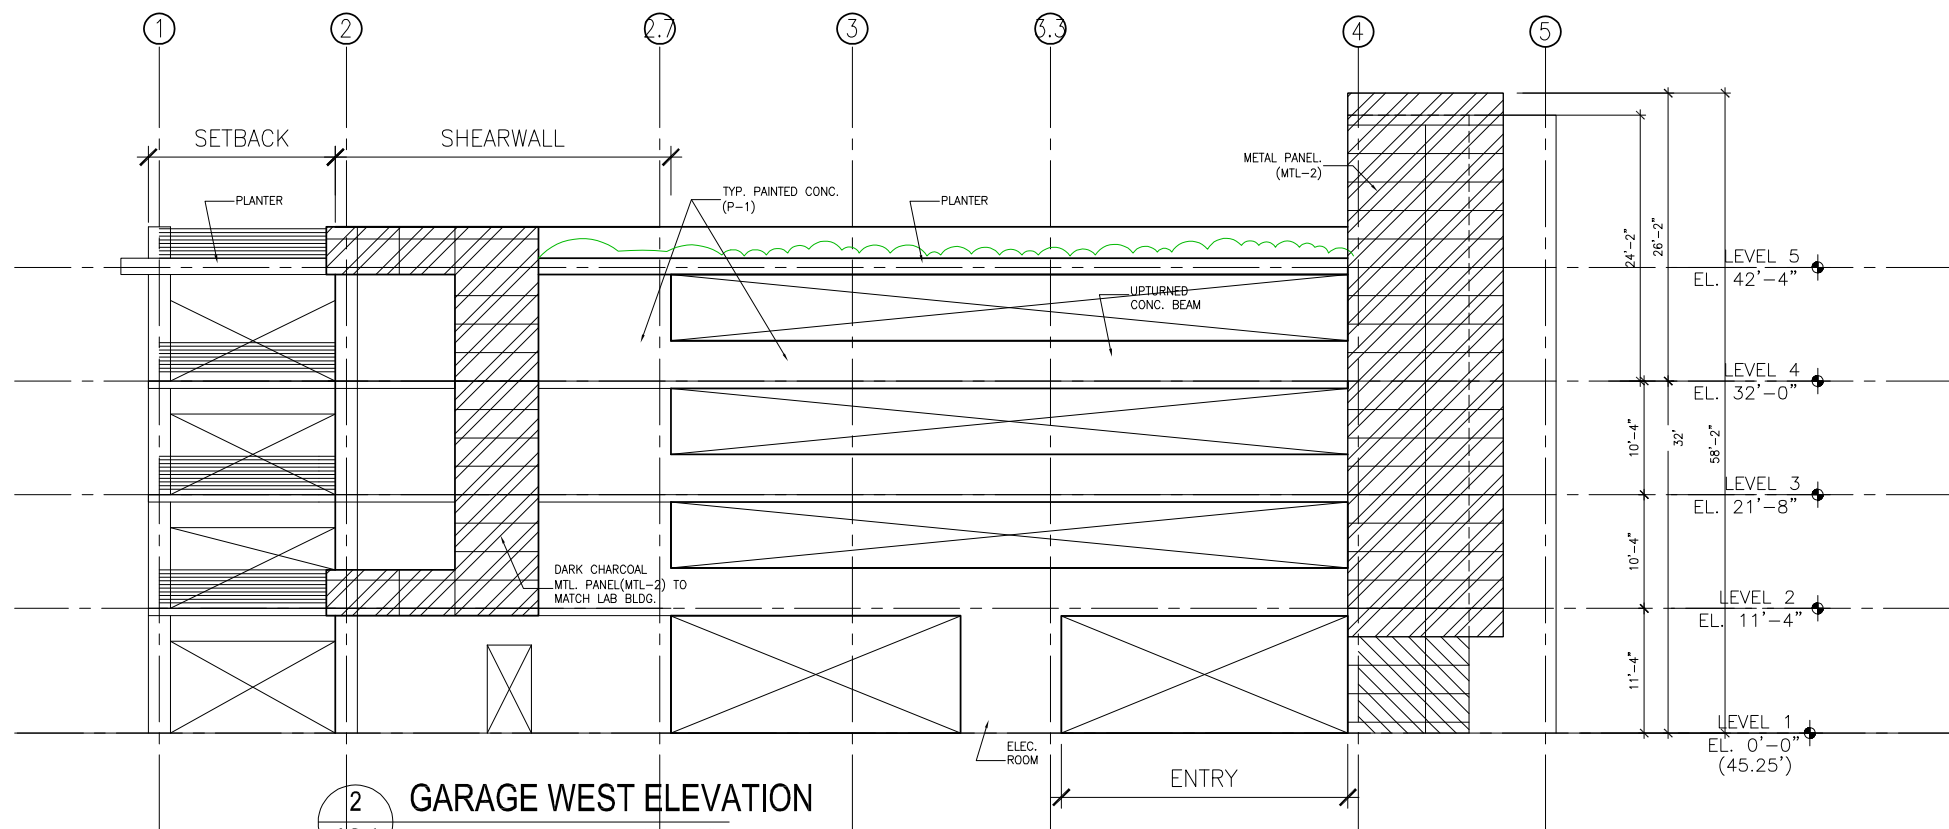 1 2 2.7 3 3.3 4 5
SETBACK
SHEARWALL
PLANTER
TYP. PAINTED CONC.
(P-1)
PLANTER
METAL PANEL.
(MTL-2)
UPTURNED
CONC. BEAM
24'-2"
26'-2"
LEVEL 5
EL. 42'-4"
LEVEL 4
EL. 32'-0"
10'-4"
32'
58'-2"
LEVEL 3
EL. 21'-8"
DARK CHARCOAL
MTL. PANEL(MTL-2) TO
MATCH LAB BLDG.
10'-4"
LEVEL 2
EL. 11'-4"
11'-4"
LEVEL 1
EL. 0'-0"
(45.25')
ELEC.
ROOM
ENTRY
2
GARAGE WEST ELEVATION